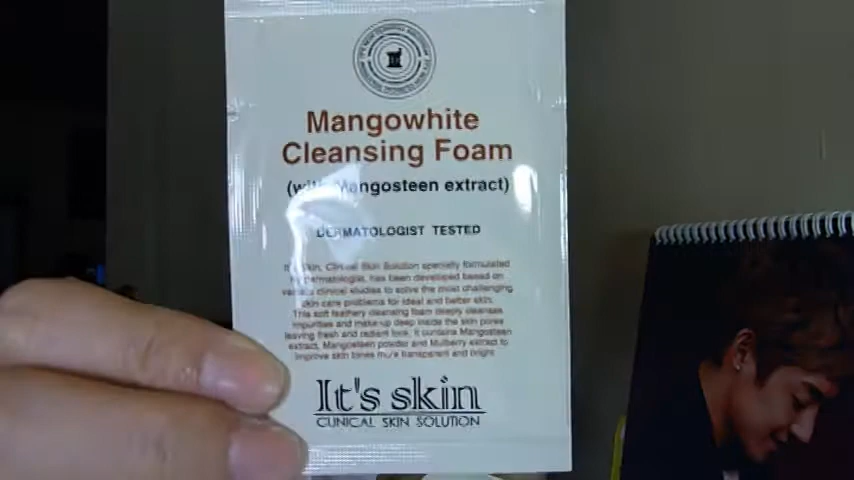 Mangowhite
Cleansing Foam
(with Mangosteen extract)
DERMATOLOGIST TESTED
It's Skin, Clinical Skin Solution specially formulated
by dermatologist, has been developed based on
various clinical studies to solve the most challenging
skin care problems for ideal and better skin.
This soft feathery cleansing foam deeply cleanses
impurities and make-up deep inside the skin pores
leaving fresh and radiant look. It contains Mangosteen
extract, Mangosteen powder and Mulberry extract to
improve skin tones more transparent and bright.
It's skin
CLINICAL SKIN SOLUTION